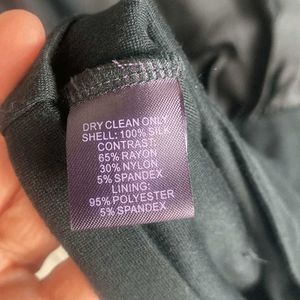 DRY CLEAN ONLY
SHELL: 100% SILK
CONTRAST:
65% RAYON
30% NYLON
5% SPANDEX
LINING:
95% POLYESTER
5% SPANDEX